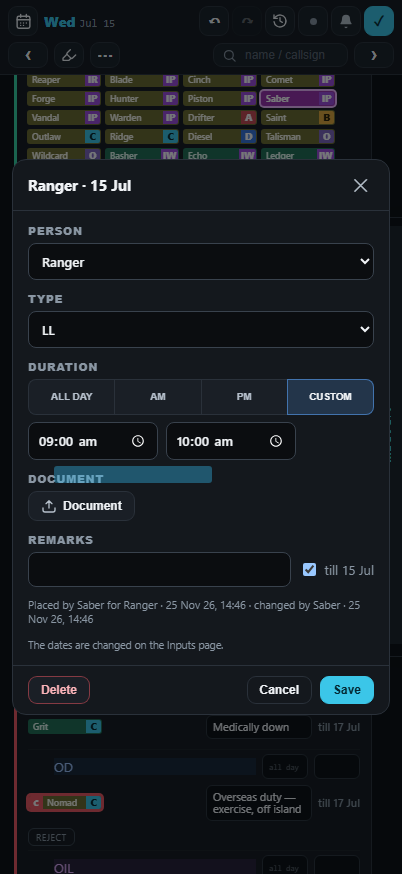 Wed Jul 15
name / callsign
Reaper IR Blade IP Cinch IP Comet IP
Forge IP Hunter IP Piston IP Saber IP
Vandal IP Warden IP Drifter A Saint B
Outlaw C Ridge C Diesel D Talisman O
Wildcard O Basher IW Echo IW Ledger IW
Ranger · 15 Jul
PERSON
Ranger
TYPE
LL
DURATION
ALL DAY AM PM CUSTOM
09:00 am 10:00 am
DOCUMENT
Document
REMARKS
till 15 Jul
Placed by Saber for Ranger · 25 Nov 26, 14:46 · changed by Saber · 25
Nov 26, 14:46
The dates are changed on the Inputs page.
Delete Cancel Save
Grit C Medically down till 17 Jul
OD all day
C Nomad C Overseas duty —
exercise, off island till 17 Jul
REJECT
OIL all day